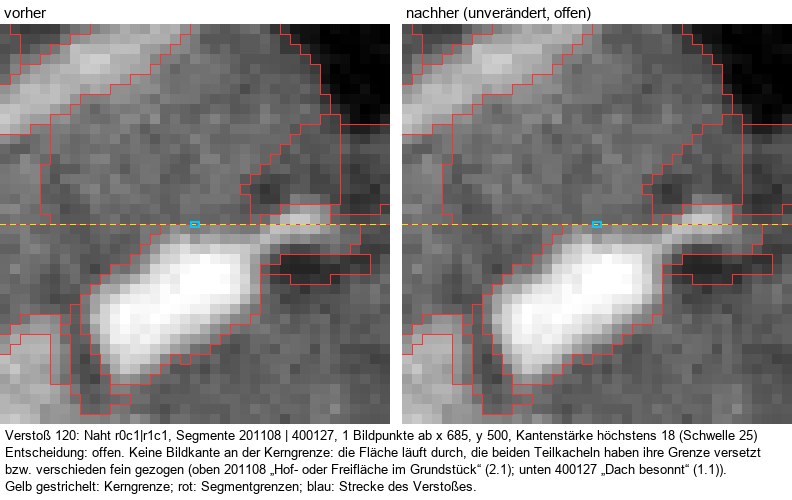 vorher
nachher (unverändert, offen)
Verstoß 120: Naht r0c1|r1c1, Segmente 201108 | 400127, 1 Bildpunkte ab x 685, y 500, Kantenstärke höchstens 18 (Schwelle 25)
Entscheidung: offen. Keine Bildkante an der Kerngrenze: die Fläche läuft durch, die beiden Teilkacheln haben ihre Grenze versetzt
bzw. verschieden fein gezogen (oben 201108 „Hof- oder Freifläche im Grundstück“ (2.1); unten 400127 „Dach besonnt“ (1.1)).
Gelb gestrichelt: Kerngrenze; rot: Segmentgrenzen; blau: Strecke des Verstoßes.